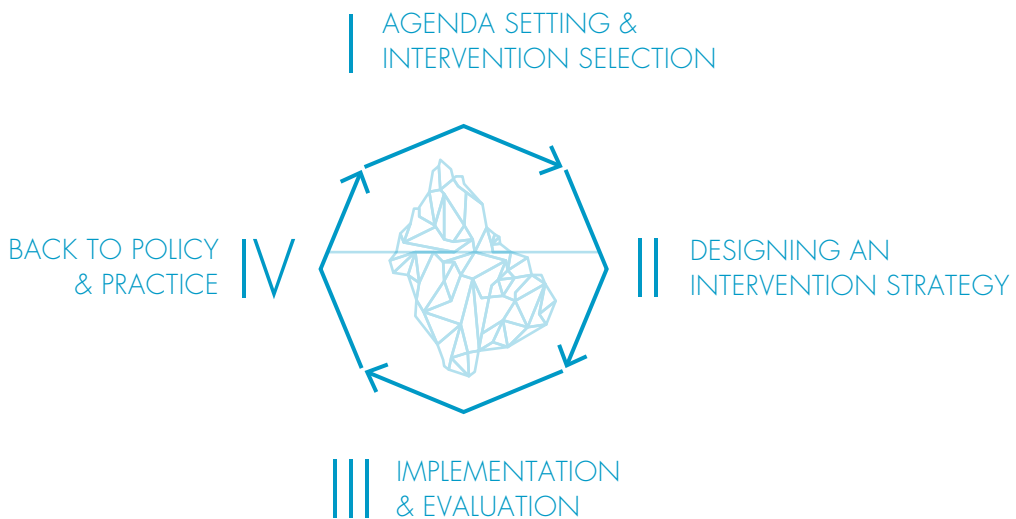 I AGENDA SETTING &
INTERVENTION SELECTION
II DESIGNING AN
INTERVENTION STRATEGY
III IMPLEMENTATION
& EVALUATION
BACK TO POLICY IV
& PRACTICE